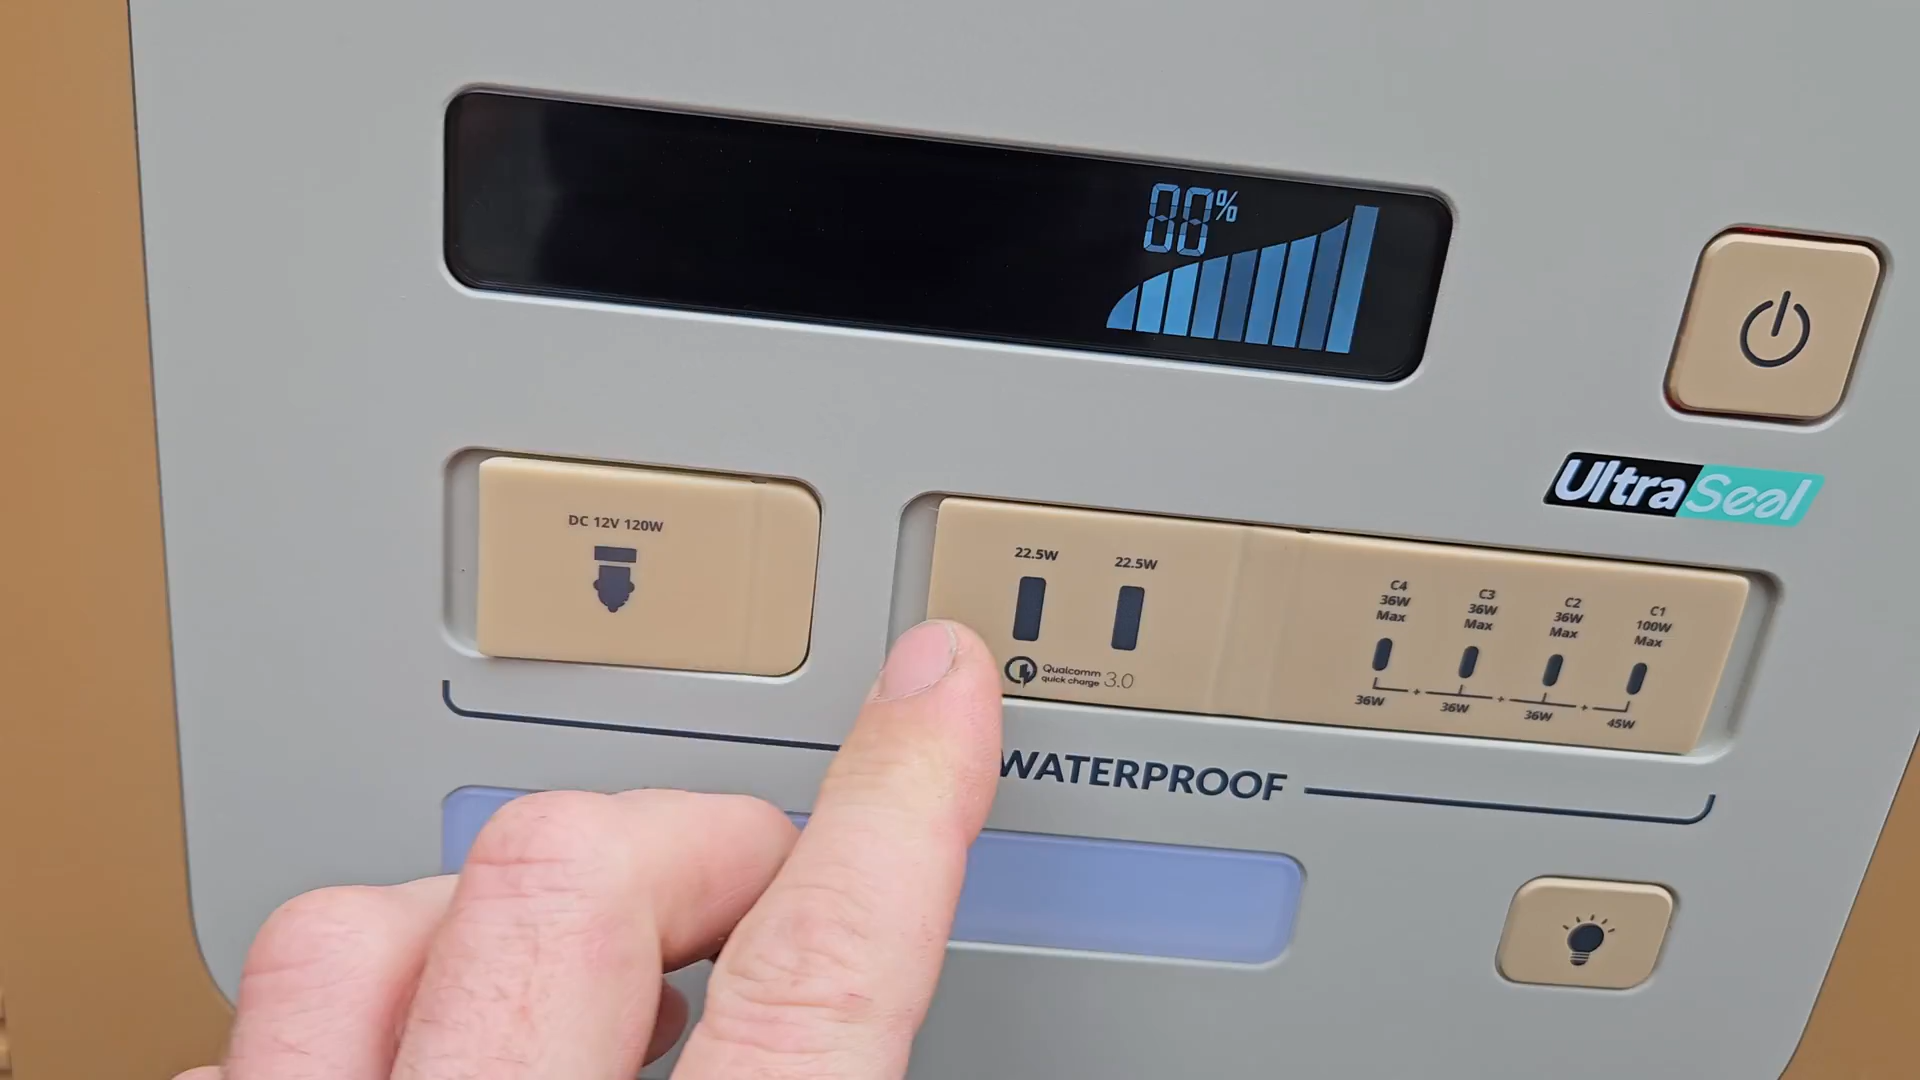 88%
UltraSeal
DC 12V 120W
22.5W
22.5W
Qualcomm
quick charge 3.0
C4
36W
Max
C3
36W
Max
C2
36W
Max
C1
100W
Max
36W + 36W + 36W + 45W
WATERPROOF